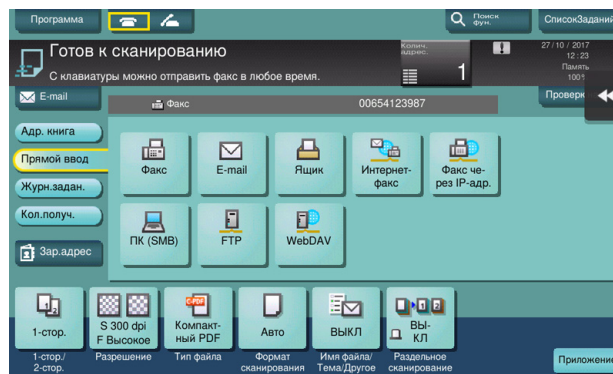 Программа
Поиск
фун.
СписокЗаданий
Готов к сканированию
С клавиатуры можно отправить факс в любое время.
Колич.
адрес.
1
27/10 / 2017
12:23
Память
100%
E-mail
Факс
00654123987
Проверк
Адр. книга
Прямой ввод
Журн.задан.
Кол.получ.
Зар.адрес
Факс
E-mail
Ящик
Интернет-
факс
Факс че-
рез IP-адр.
ПК (SMB)
FTP
WebDAV
1-стор.
S 300 dpi
F Высокое
C-PDF
Компакт-
ный PDF
Авто
ВЫКЛ
ВЫ-
КЛ
1-стор./
2-стор.
Разрешение
Тип файла
Формат
сканирования
Имя файла/
Тема/Другое
Раздельное
сканирование
Приложение